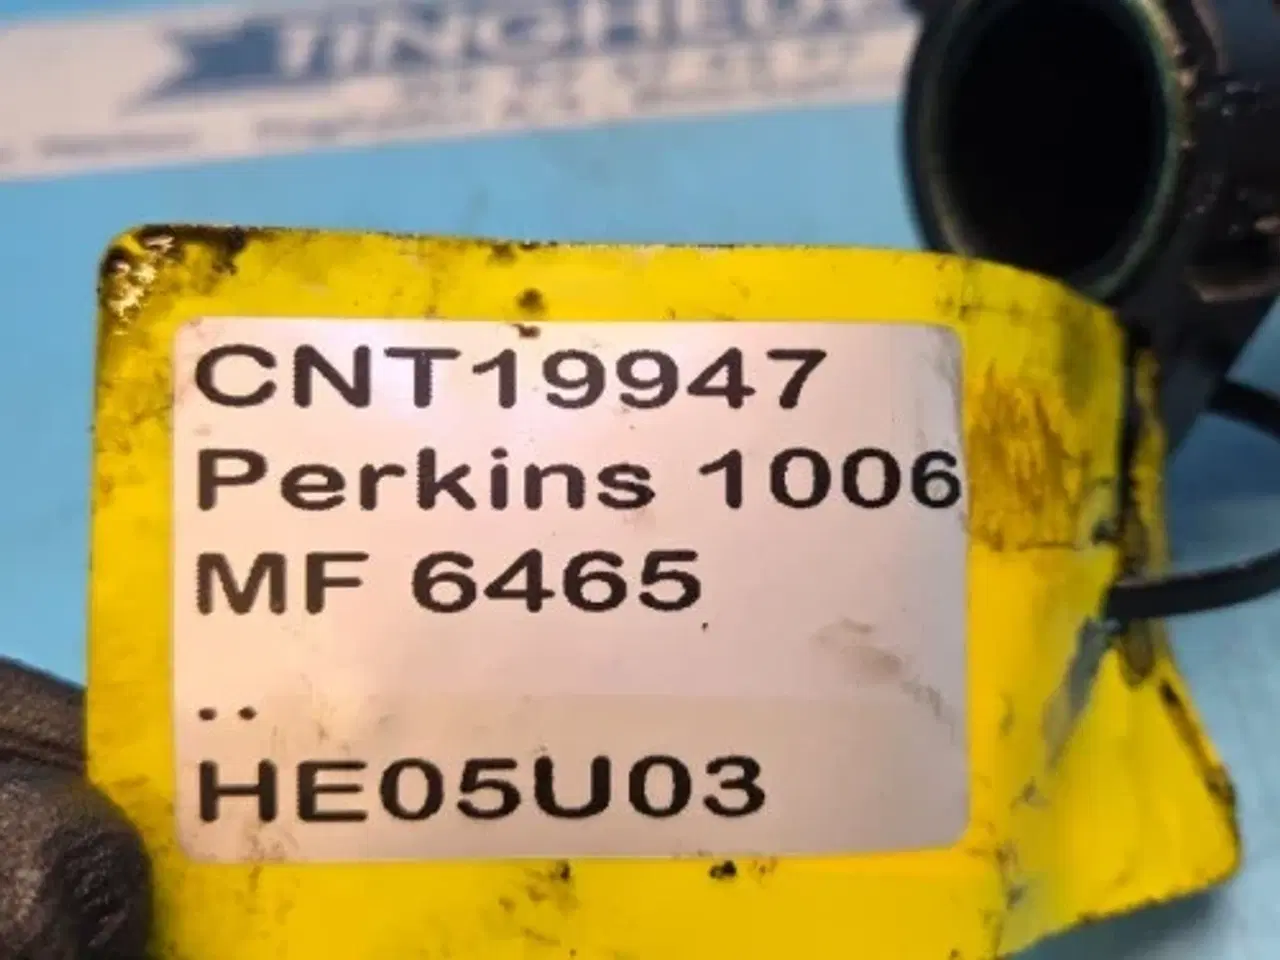 CNT19947
Perkins 1006
MF 6465
..
HE05U03